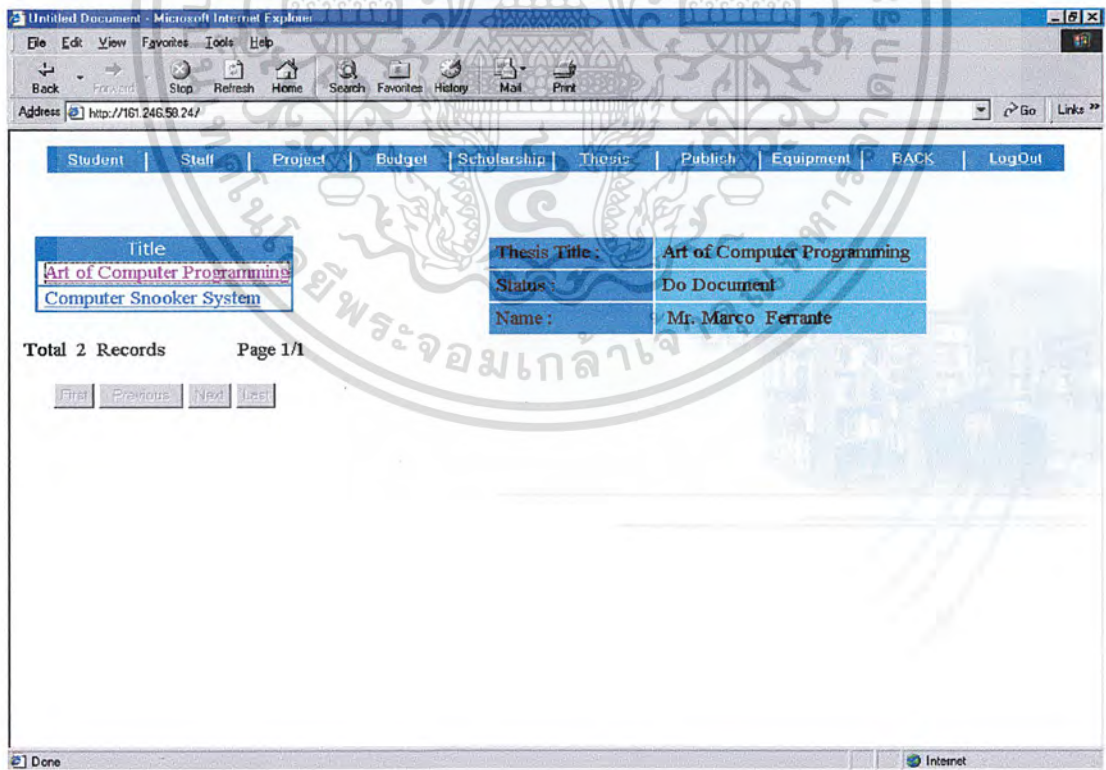 Untitled Document - Microsoft Internet Explorer
File Edit View Favorites Tools Help
Back Forward Stop Refresh Home Search Favorites History Mail Print
Address http://161.246.58.24/ Go Links »
Student | Staff | Project | Budget | Scholarship | Thesis | Publish | Equipment | BACK | LogOut
Title
Art of Computer Programming
Computer Snooker System
Total 2 Records Page 1/1
First Previous Next Last
Thesis Title : Art of Computer Programming
Status : Do Document
Name : Mr. Marco Ferrante
Done Internet